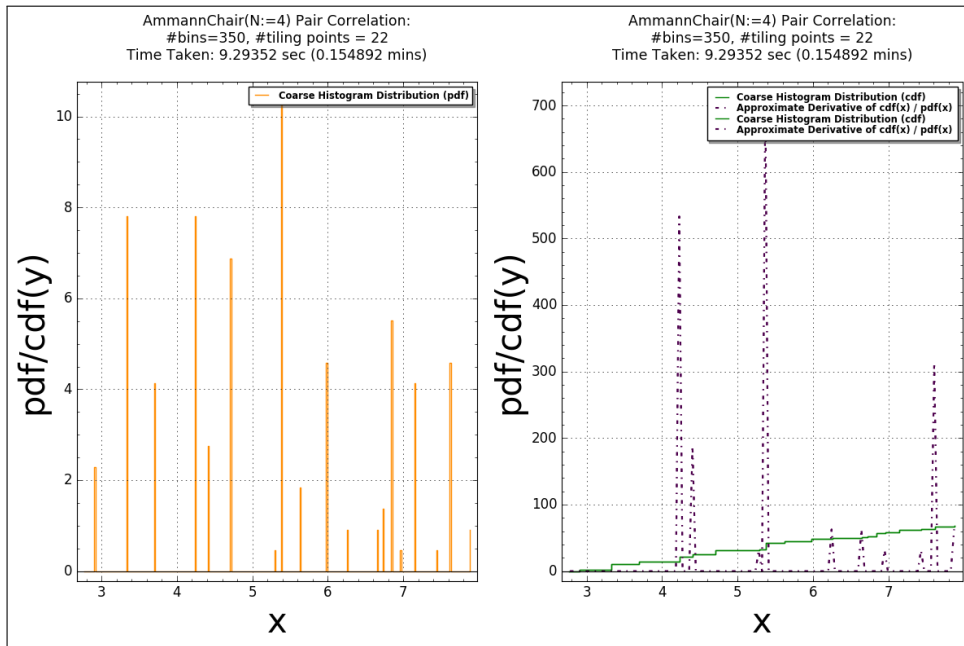 AmmannChair(N:=4) Pair Correlation:
#bins=350, #tiling points = 22
Time Taken: 9.29352 sec (0.154892 mins)
Coarse Histogram Distribution (pdf)
10
8
6
4
2
0
pdf/cdf(y)
3 4 5 6 7
x
AmmannChair(N:=4) Pair Correlation:
#bins=350, #tiling points = 22
Time Taken: 9.29352 sec (0.154892 mins)
Coarse Histogram Distribution (cdf)
Approximate Derivative of cdf(x) / pdf(x)
Coarse Histogram Distribution (cdf)
Approximate Derivative of cdf(x) / pdf(x)
700
600
500
400
300
200
100
0
pdf/cdf(y)
3 4 5 6 7
x